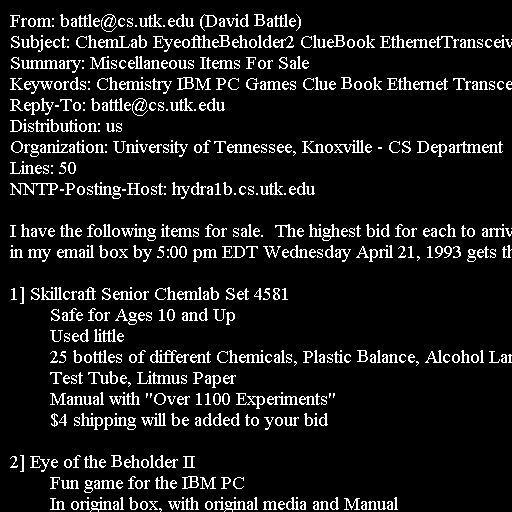 From: battle@cs.utk.edu (David Battle)
Subject: ChemLab EyeoftheBeholder2 ClueBook
Summary: Miscellaneous Items For Sale
Keywords: Chemistry IBM PC Games Clue Book Ethernet
Reply-To: battle@cs.utk.edu
Distribution: us
Organization: University of Tennessee, Knoxville - CS Department
Lines: 50
NNTP-Posting-Host: hydra1b.cs.utk.edu
I have the following items for sale.  The highest bid for each to
in my email box by 5:00 pm EDT Wednesday April 21, 1993 gets
1] Skillcraft Senior Chemlab Set 4581
Safe for Ages 10 and Up
Used little
25 bottles of different Chemicals, Plastic Balance, Alcohol
Test Tube, Litmus Paper
Manual with "Over 1100 Experiments"
$4 shipping will be added to your bid
2] Eye of the Beholder II
Fun game for the IBM PC
In original box, with original media and Manual